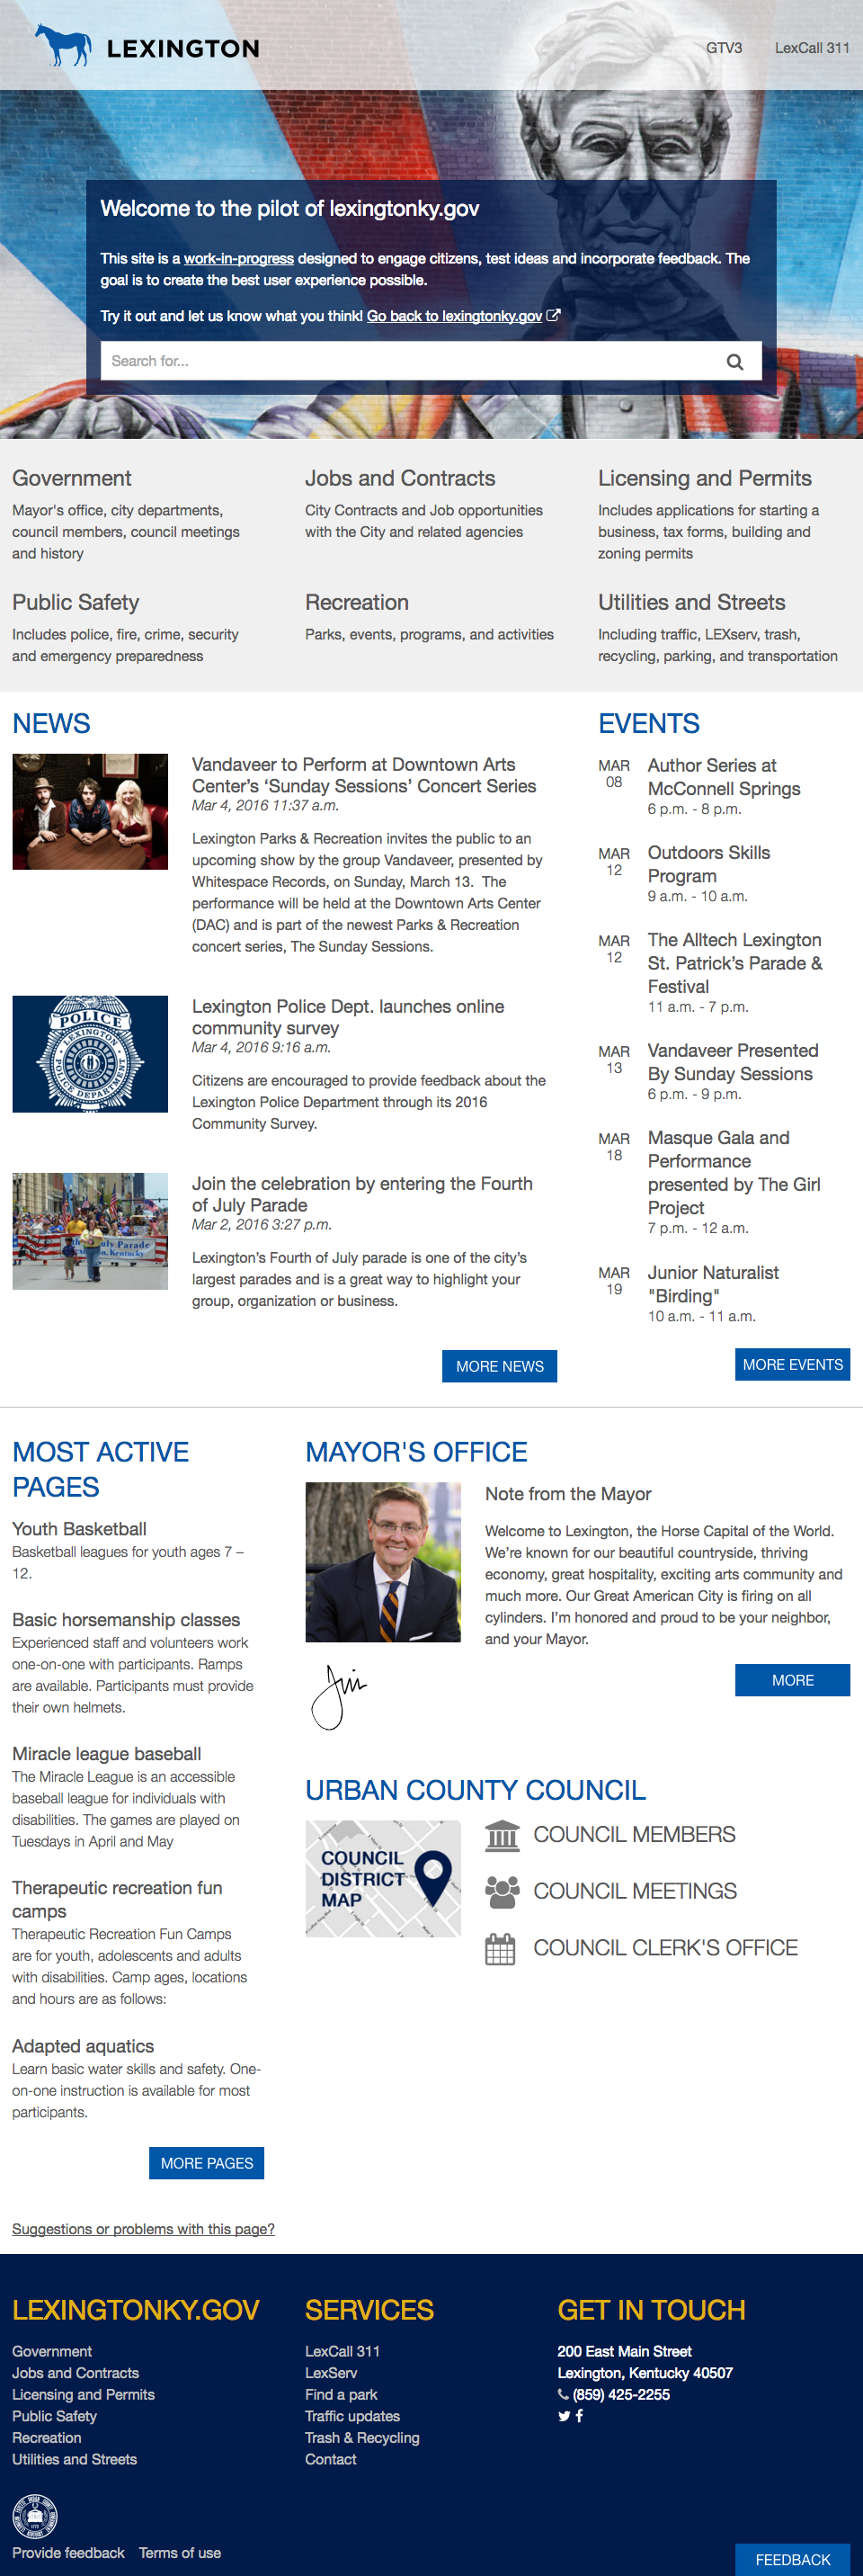 LEXINGTON
GTV3
LexCall 311
Welcome to the pilot of lexingtonky.gov
This site is a work-in-progress designed to engage citizens, test ideas and incorporate feedback. The
goal is to create the best user experience possible.
Try it out and let us know what you think! Go back to lexingtonky.gov
Search for...
Government
Mayor's office, city departments,
council members, council meetings
and history
Jobs and Contracts
City Contracts and Job opportunities
with the City and related agencies
Licensing and Permits
Includes applications for starting a
business, tax forms, building and
zoning permits
Public Safety
Includes police, fire, crime, security
and emergency preparedness
Recreation
Parks, events, programs, and activities
Utilities and Streets
Including traffic, LEXserv, trash,
recycling, parking, and transportation
NEWS
Vandaveer to Perform at Downtown Arts
Center’s ‘Sunday Sessions’ Concert Series
Mar 4, 2016 11:37 a.m.
Lexington Parks & Recreation invites the public to an
upcoming show by the group Vandaveer, presented by
Whitespace Records, on Sunday, March 13.  The
performance will be held at the Downtown Arts Center
(DAC) and is part of the newest Parks & Recreation
concert series, The Sunday Sessions.
POLICE
LEXINGTON
POLICE DEPARTMENT
Lexington Police Dept. launches online
community survey
Mar 4, 2016 9:16 a.m.
Citizens are encouraged to provide feedback about the
Lexington Police Department through its 2016
Community Survey.
July Parade
Kentucky
Join the celebration by entering the Fourth
of July Parade
Mar 2, 2016 3:27 p.m.
Lexington’s Fourth of July parade is one of the city’s
largest parades and is a great way to highlight your
group, organization or business.
MORE NEWS
EVENTS
MAR
08
Author Series at
McConnell Springs
6 p.m. - 8 p.m.
MAR
12
Outdoors Skills
Program
9 a.m. - 10 a.m.
MAR
12
The Alltech Lexington
St. Patrick’s Parade &
Festival
11 a.m. - 7 p.m.
MAR
13
Vandaveer Presented
By Sunday Sessions
6 p.m. - 9 p.m.
MAR
18
Masque Gala and
Performance
presented by The Girl
Project
7 p.m. - 12 a.m.
MAR
19
Junior Naturalist
"Birding"
10 a.m. - 11 a.m.
MORE EVENTS
MOST ACTIVE
PAGES
Youth Basketball
Basketball leagues for youth ages 7 –
12.
Basic horsemanship classes
Experienced staff and volunteers work
one-on-one with participants. Ramps
are available. Participants must provide
their own helmets.
Miracle league baseball
The Miracle League is an accessible
baseball league for individuals with
disabilities. The games are played on
Tuesdays in April and May
Therapeutic recreation fun
camps
Therapeutic Recreation Fun Camps
are for youth, adolescents and adults
with disabilities. Camp ages, locations
and hours are as follows:
Adapted aquatics
Learn basic water skills and safety. One-
on-one instruction is available for most
participants.
MORE PAGES
MAYOR'S OFFICE
Note from the Mayor
Welcome to Lexington, the Horse Capital of the World.
We’re known for our beautiful countryside, thriving
economy, great hospitality, exciting arts community and
much more. Our Great American City is firing on all
cylinders. I’m honored and proud to be your neighbor,
and your Mayor.
Jim
MORE
URBAN COUNTY COUNCIL
COUNCIL
DISTRICT
MAP
COUNCIL MEMBERS
COUNCIL MEETINGS
COUNCIL CLERK'S OFFICE
Suggestions or problems with this page?
LEXINGTONKY.GOV
Government
Jobs and Contracts
Licensing and Permits
Public Safety
Recreation
Utilities and Streets
SERVICES
LexCall 311
LexServ
Find a park
Traffic updates
Trash & Recycling
Contact
GET IN TOUCH
200 East Main Street
Lexington, Kentucky 40507
(859) 425-2255
Provide feedback
Terms of use
FEEDBACK